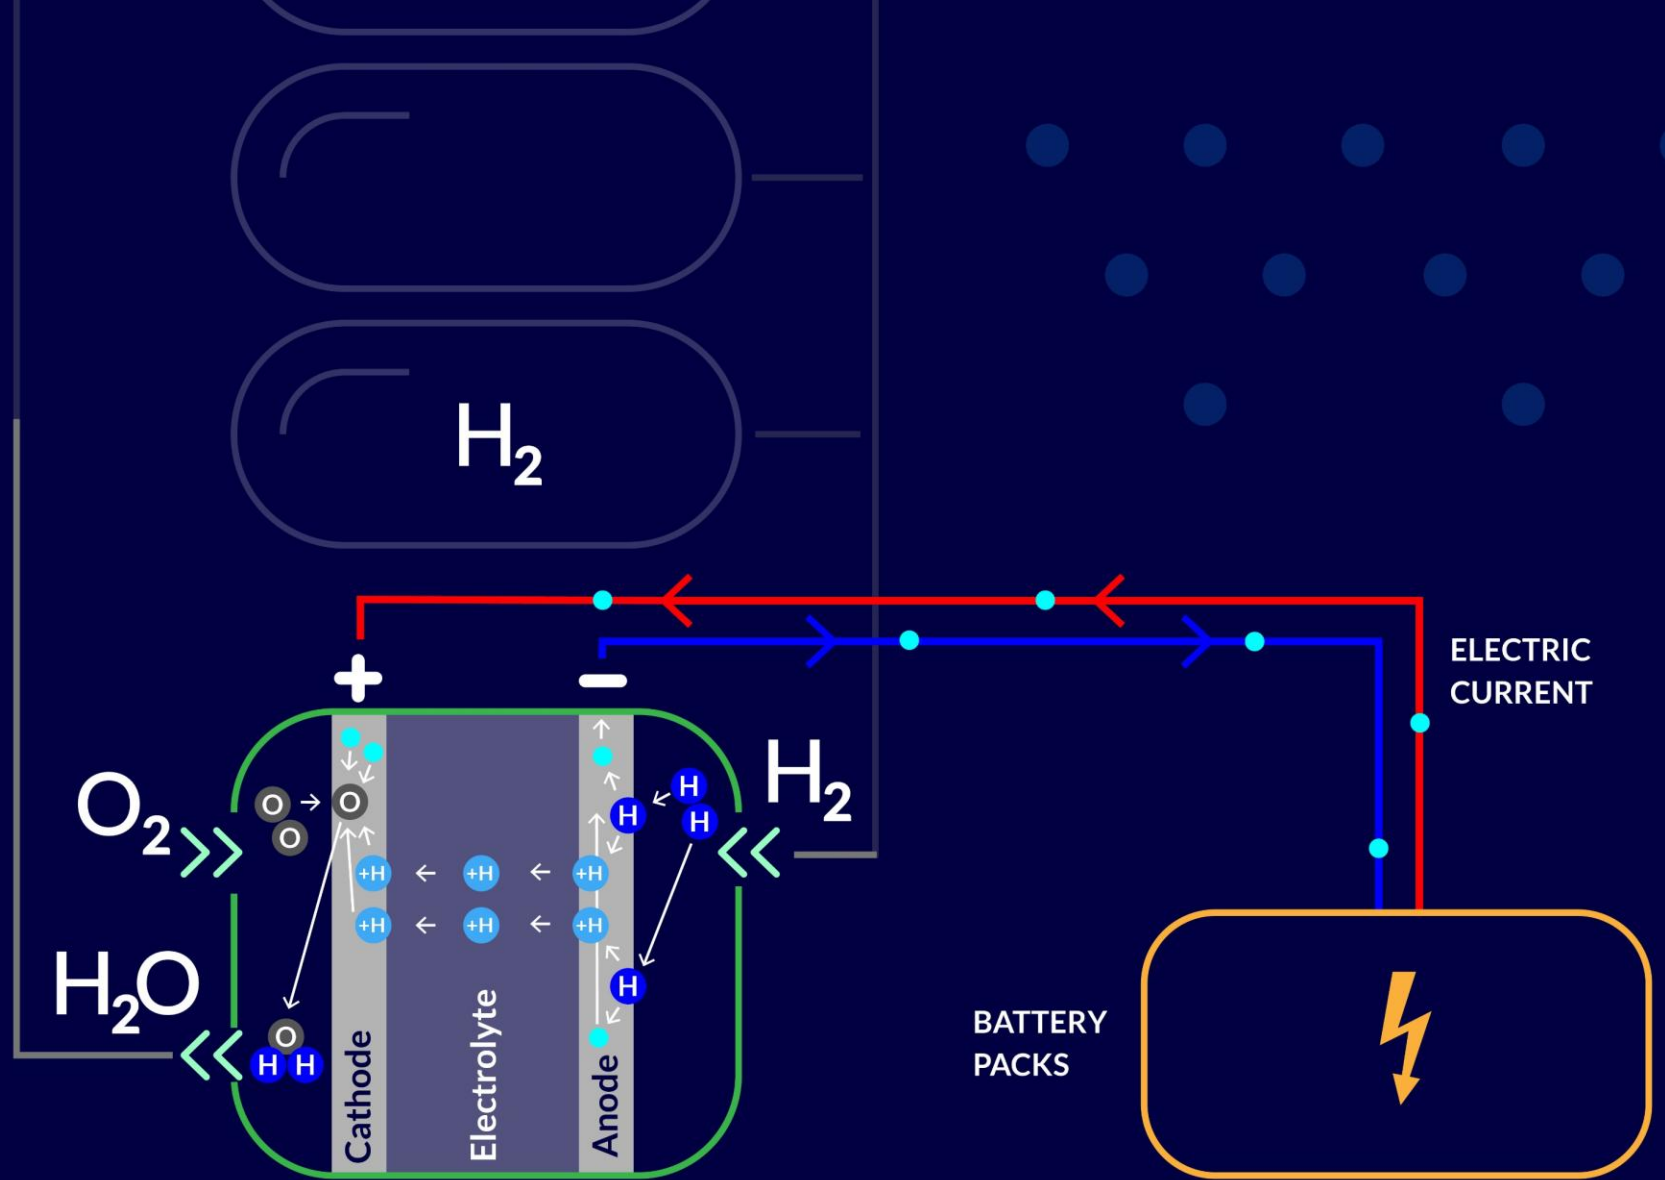 H₂
+
−
ELECTRIC
CURRENT
O₂
H₂
O
O
O
H
H
H
+H
+H
+H
+H
+H
+H
H
H₂O
O
H
H
Cathode
Electrolyte
Anode
BATTERY
PACKS